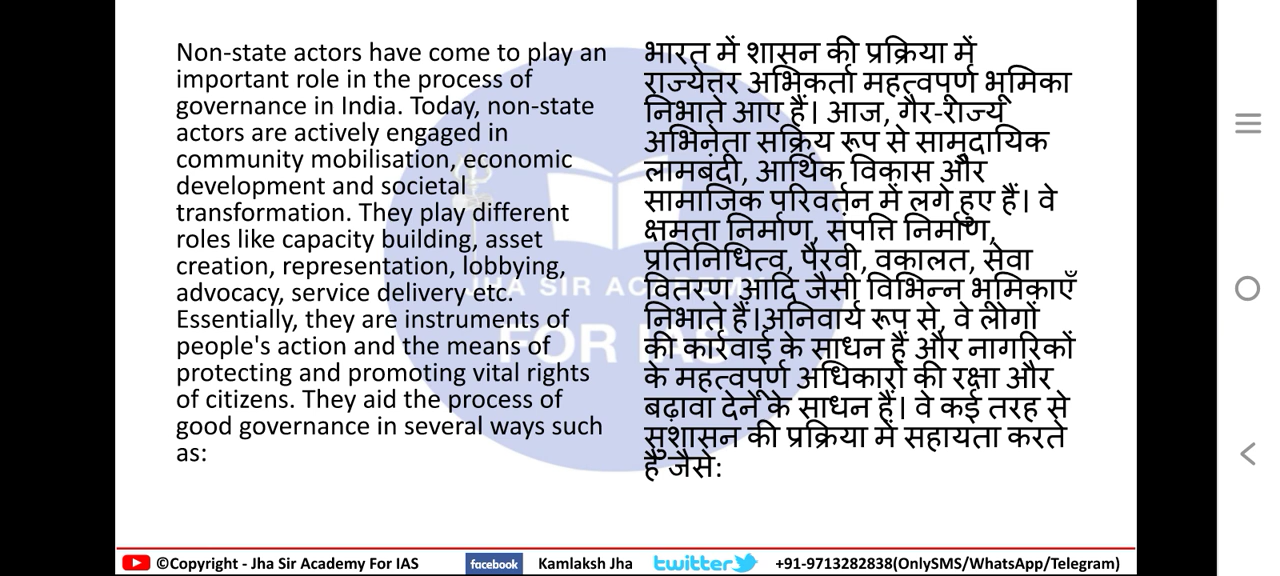 Non-state actors have come to play an
important role in the process of
governance in India. Today, non-state
actors are actively engaged in
community mobilisation, economic
development and societal
transformation. They play different
roles like capacity building, asset
creation, representation, lobbying,
advocacy, service delivery etc.
Essentially, they are instruments of
people's action and the means of
protecting and promoting vital rights
of citizens. They aid the process of
good governance in several ways such
as:
भारत में शासन की प्रक्रिया में
राज्येत्तर अभिकर्ता महत्वपूर्ण भूमिका
निभाते आए हैं। आज, गैर-राज्य
अभिनेता सक्रिय रूप से सामुदायिक
लामबंदी, आर्थिक विकास और
सामाजिक परिवर्तन में लगे हुए हैं। वे
क्षमता निर्माण, संपत्ति निर्माण,
प्रतिनिधित्व, पैरवी, वकालत, सेवा
वितरण आदि जैसी विभिन्न भूमिकाएँ
निभाते हैं।अनिवार्य रूप से, वे लोगों
की कार्रवाई के साधन हैं और नागरिकों
के महत्वपूर्ण अधिकारों की रक्षा और
बढ़ावा देने के साधन हैं। वे कई तरह से
सुशासन की प्रक्रिया में सहायता करते
हैं जैसे:
JHA SIR ACADEMY
FOR IAS
©Copyright - Jha Sir Academy For IAS facebook Kamlaksh Jha twitter +91-9713282838(OnlySMS/WhatsApp/Telegram)